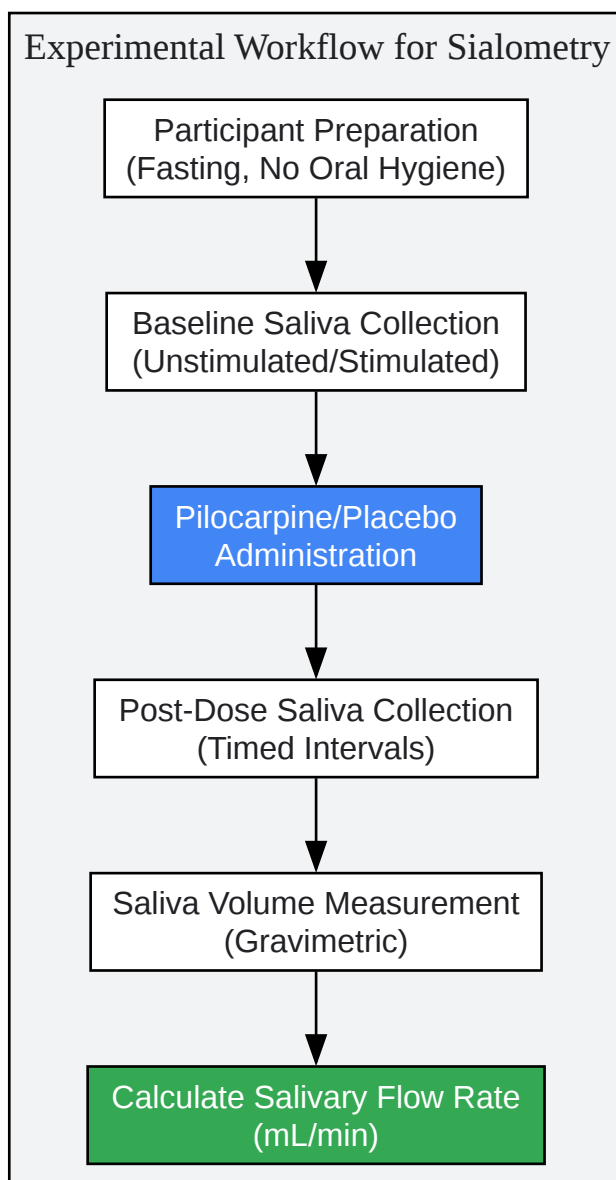 Experimental Workflow for Sialometry
Participant Preparation
(Fasting, No Oral Hygiene)
Baseline Saliva Collection
(Unstimulated/Stimulated)
Pilocarpine/Placebo
Administration
Post-Dose Saliva Collection
(Timed Intervals)
Saliva Volume Measurement
(Gravimetric)
Calculate Salivary Flow Rate
(mL/min)